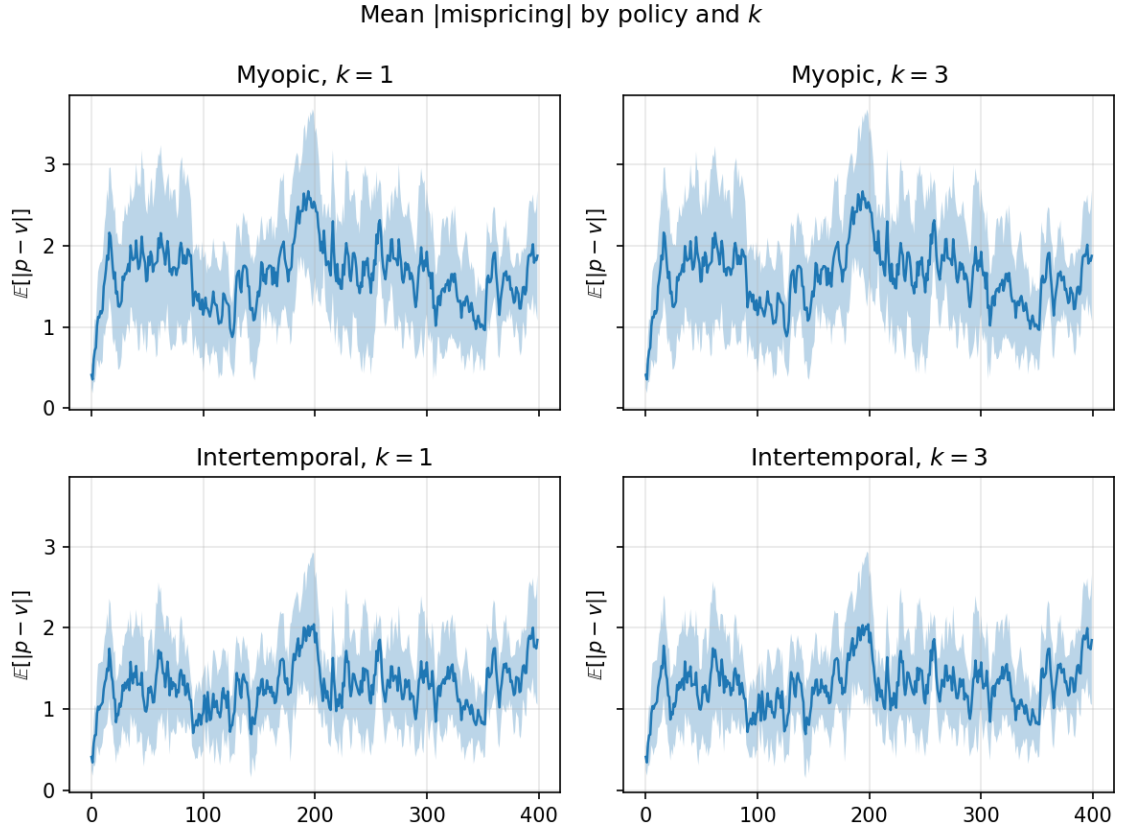 Mean |mispricing| by policy and k
Myopic, k = 1
Myopic, k = 3
𝔼[|p − v|]
3
2
1
0
𝔼[|p − v|]
Intertemporal, k = 1
Intertemporal, k = 3
𝔼[|p − v|]
3
2
1
0
𝔼[|p − v|]
0 100 200 300 400
0 100 200 300 400